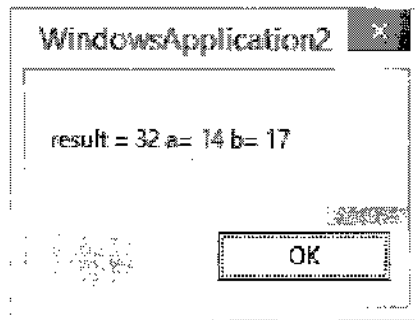 WindowsApplication2
result = 32 a= 14 b= 17
OK